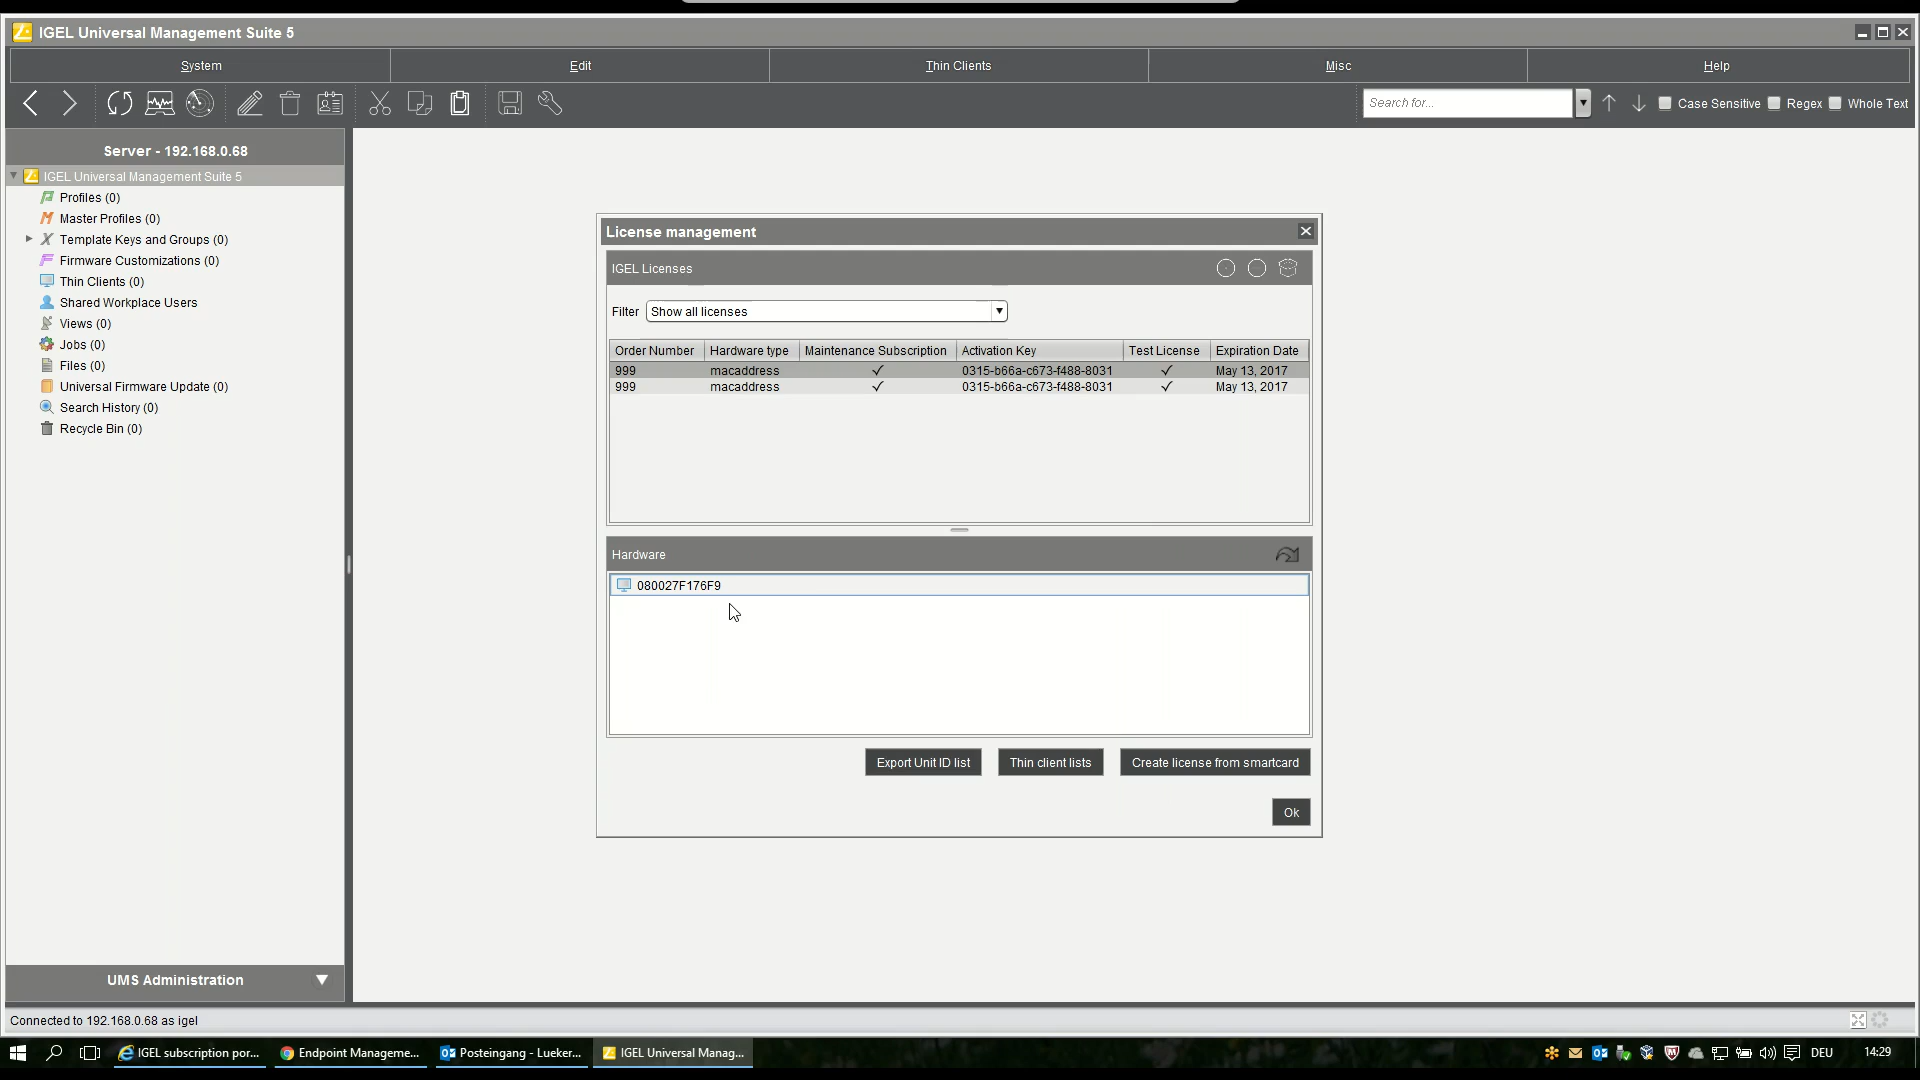 IGEL Universal Management Suite 5
System Edit Thin Clients Misc Help
Search for... Case Sensitive Regex Whole Text
Server - 192.168.0.68
IGEL Universal Management Suite 5
Profiles (0)
Master Profiles (0)
Template Keys and Groups (0)
Firmware Customizations (0)
Thin Clients (0)
Shared Workplace Users
Views (0)
Jobs (0)
Files (0)
Universal Firmware Update (0)
Search History (0)
Recycle Bin (0)
UMS Administration
License management
IGEL Licenses
Filter Show all licenses
Order Number Hardware type Maintenance Subscription Activation Key Test License Expiration Date
999 macaddress ✓ 0315-b66a-c673-f488-8031 ✓ May 13, 2017
999 macaddress ✓ 0315-b66a-c673-f488-8031 ✓ May 13, 2017
Hardware
080027F176F9
Export Unit ID list Thin client lists Create license from smartcard
Ok
Connected to 192.168.0.68 as igel
IGEL subscription por... Endpoint Manageme... Posteingang - Lueker... IGEL Universal Manag... DEU 14:29